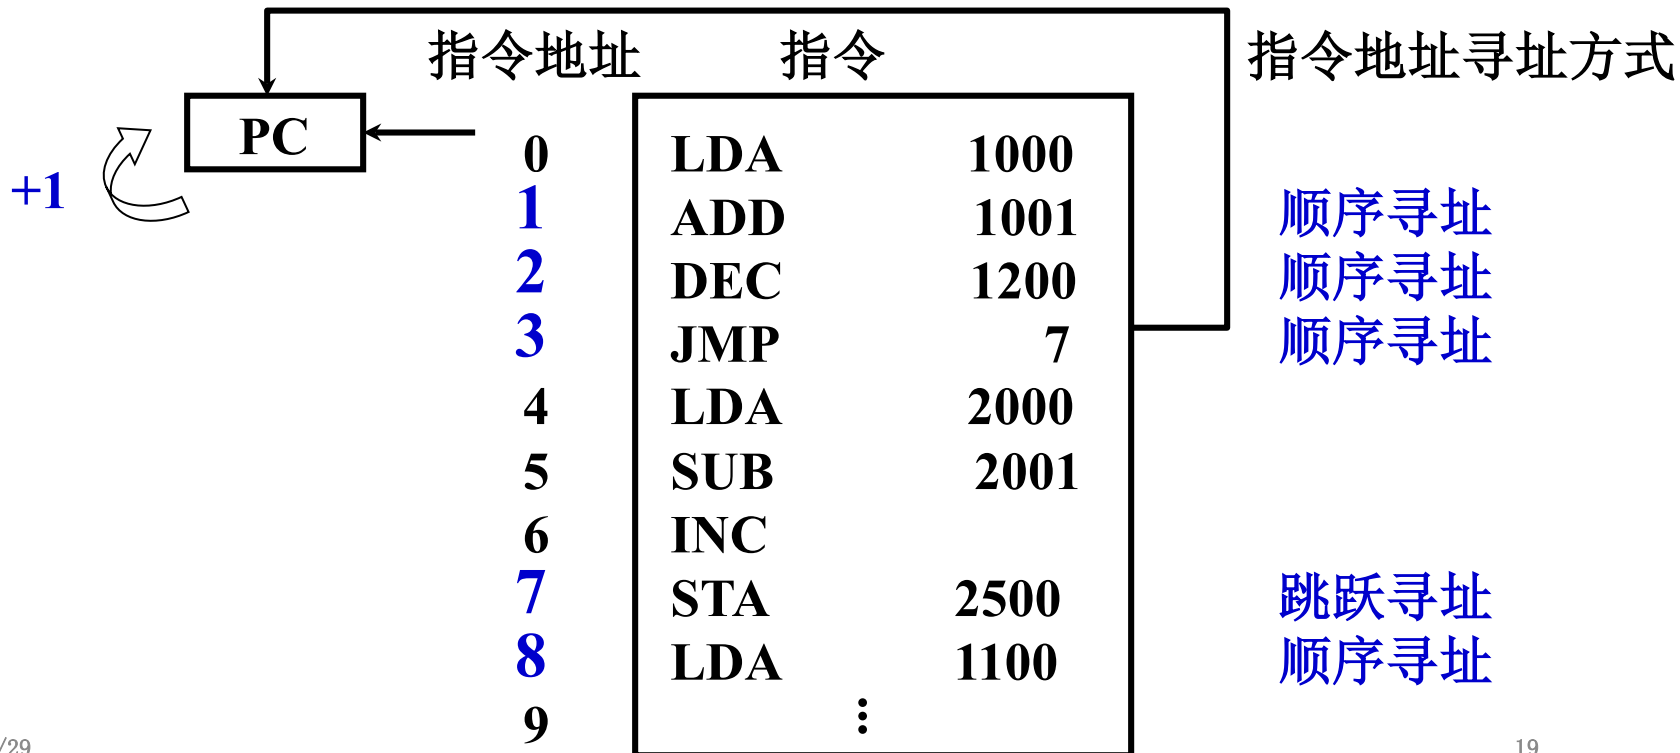 指令地址 指令 指令地址寻址方式
PC
+1
0 LDA 1000
1 ADD 1001 顺序寻址
2 DEC 1200 顺序寻址
3 JMP 7 顺序寻址
4 LDA 2000
5 SUB 2001
6 INC
7 STA 2500 跳跃寻址
8 LDA 1100 顺序寻址
9 ⋮
/29 19